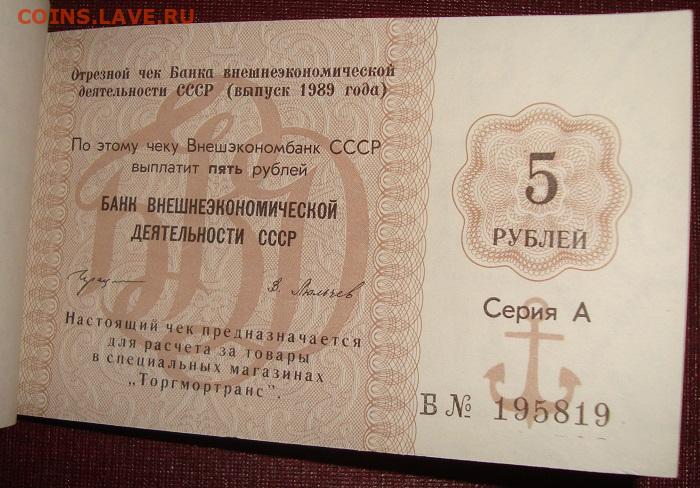 COINS.LAVE.RU
Отрезной чек Банка внешнеэкономической
деятельности СССР (выпуск 1989 года)
По этому чеку Внешэкономбанк СССР
выплатит пять рублей
БАНК ВНЕШНЕЭКОНОМИЧЕСКОЙ
ДЕЯТЕЛЬНОСТИ СССР
Настоящий чек предназначается
для расчета за товары
в специальных магазинах
„Торгмортранс".
5
РУБЛЕЙ
Серия А
Б № 195819